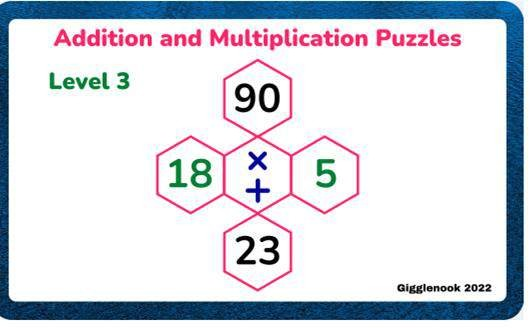 Addition and Multiplication Puzzles
Level 3
90
×
18 5
+
23
Gigglenook 2022